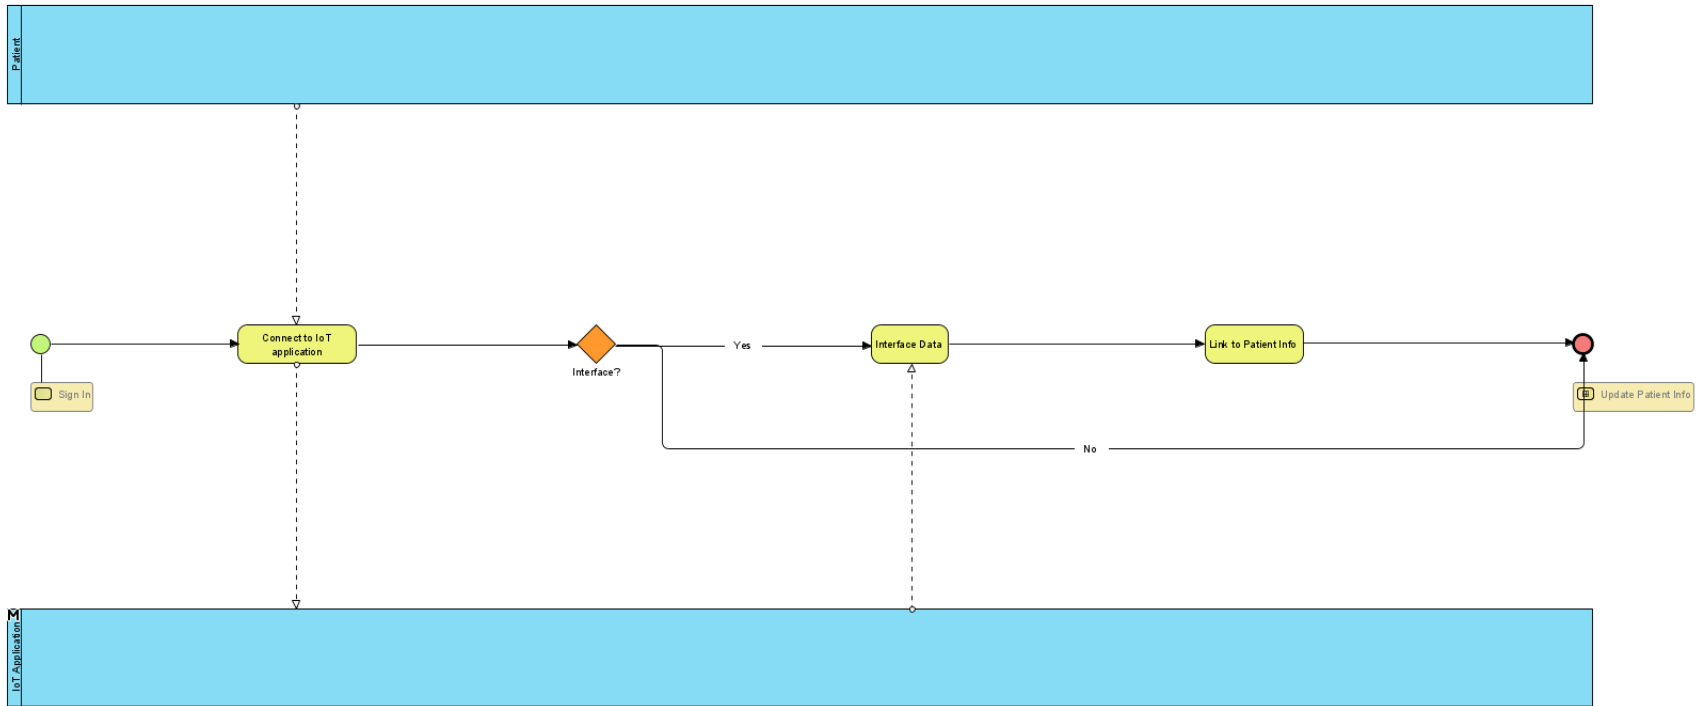 Patient
Connect to IoT
application
Interface?
Yes
Interface Data
Link to Patient Info
Sign In
Update Patient Info
No
M
IoT Application